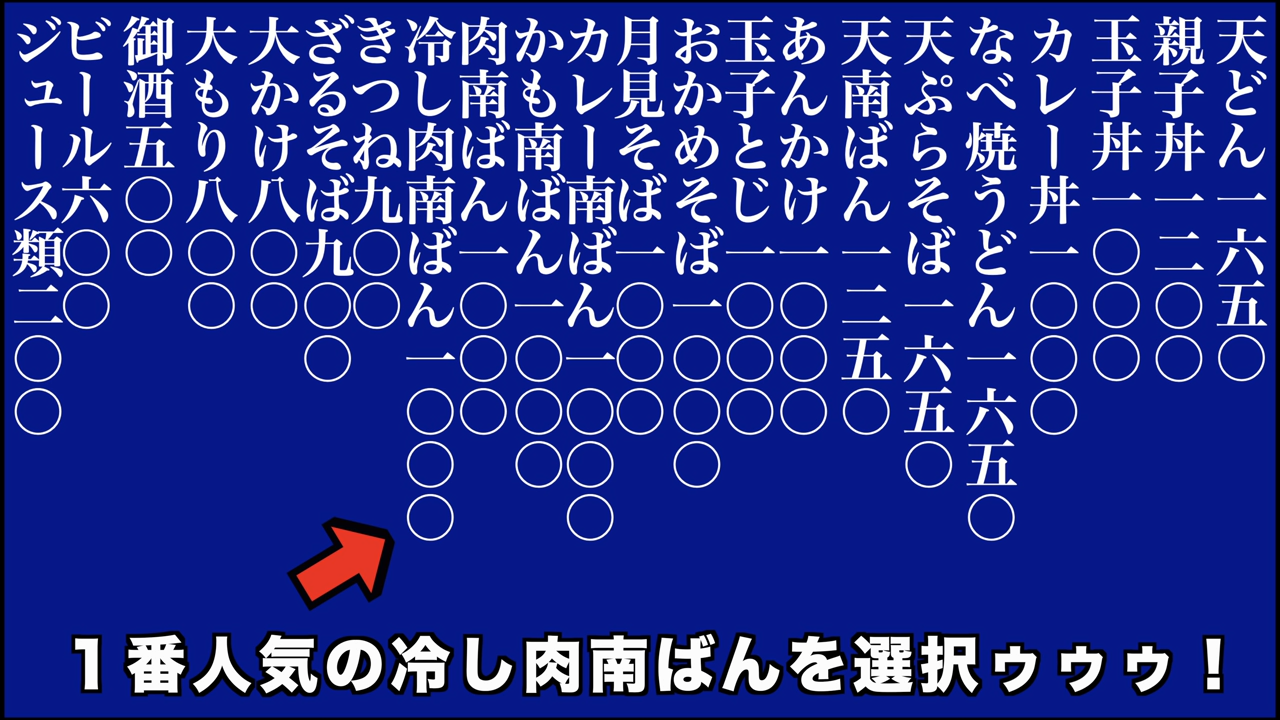 天どん一六五〇
親子丼一二〇〇
玉子丼一〇〇〇
カレー丼一〇〇〇
なべ焼うどん一六五〇
天ぷらそば一六五〇
天南ばん一二五〇
あんかけ一〇〇〇
玉子とじ一〇〇〇
おかめそば一〇〇〇
月見そば一〇〇〇
カレー南ばん一〇〇〇
かも南ばん一〇〇〇
肉南ばん一〇〇〇
冷し肉南ばん一〇〇〇
きつね九〇〇
ざるそば九〇〇
大かけ八〇〇
大もり八〇〇
御酒五〇〇
ビール六〇〇
ジュース類二〇〇
１番人気の冷し肉南ばんを選択ゥゥゥ！